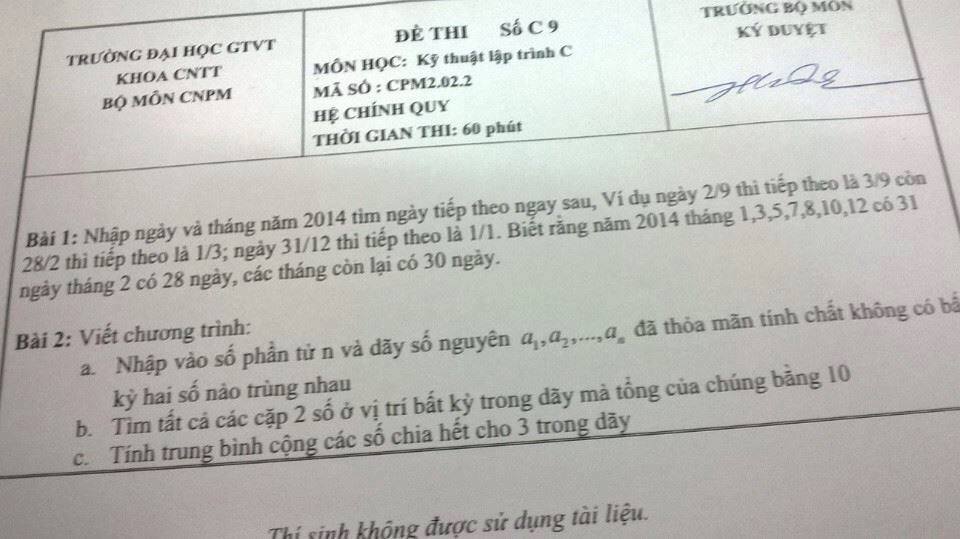 TRƯỜNG ĐẠI HỌC GTVT
KHOA CNTT
BỘ MÔN CNPM
ĐỀ THI Số C 9
MÔN HỌC: Kỹ thuật lập trình C
MÃ SỐ : CPM2.02.2
HỆ CHÍNH QUY
THỜI GIAN THI: 60 phút
TRƯỞNG BỘ MÔN
KÝ DUYỆT
Bài 1: Nhập ngày và tháng năm 2014 tìm ngày tiếp theo ngay sau, Ví dụ ngày 2/9 thì tiếp theo là 3/9 còn
28/2 thì tiếp theo là 1/3; ngày 31/12 thì tiếp theo là 1/1. Biết rằng năm 2014 tháng 1,3,5,7,8,10,12 có 31
ngày tháng 2 có 28 ngày, các tháng còn lại có 30 ngày.
Bài 2: Viết chương trình:
a. Nhập vào số phần tử n và dãy số nguyên a₁,a₂,...,aₙ đã thỏa mãn tính chất không có
kỳ hai số nào trùng nhau
b. Tìm tất cả các cặp 2 số ở vị trí bất kỳ trong dãy mà tổng của chúng bằng 10
c. Tính trung bình cộng các số chia hết cho 3 trong dãy
Thí sinh không được sử dụng tài liệu.